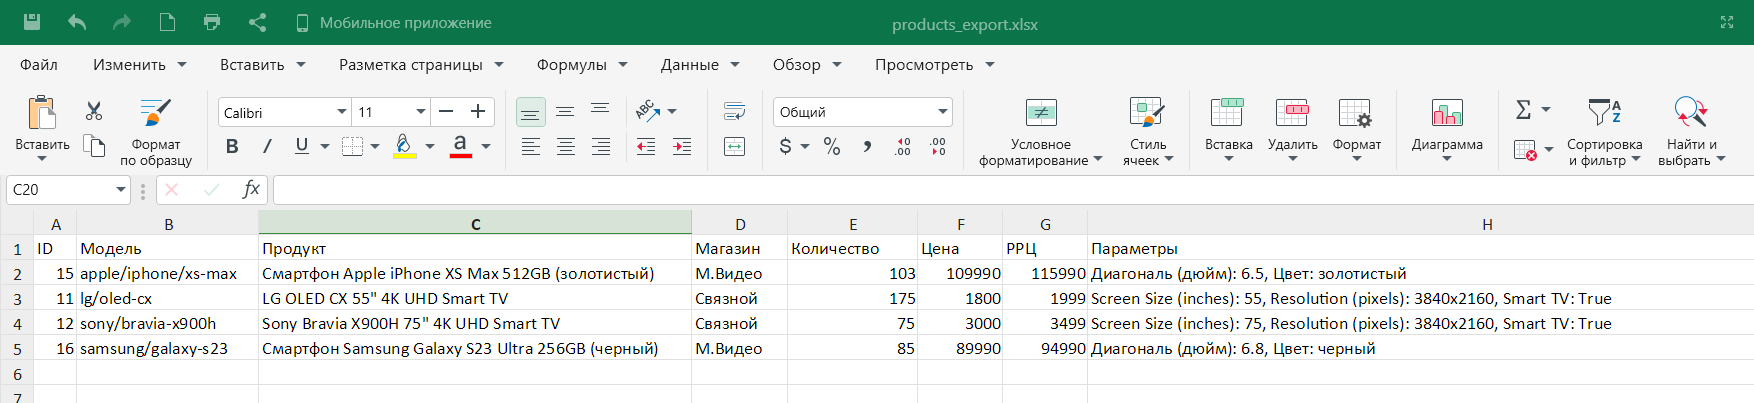 Мобильное приложение
products_export.xlsx
Файл Изменить Вставить Разметка страницы Формулы Данные Обзор Просмотреть
Вставить
Формат по образцу
Calibri 11
B I U a
ABC
Общий
$ % , .00 .00
Условное форматирование
Стиль ячеек
Вставка
Удалить
Формат
Диаграмма
Σ
A Z
Сортировка и фильтр
Найти и выбрать
C20 fx
A B C D E F G H
1 ID Модель Продукт Магазин Количество Цена РРЦ Параметры
2 15 apple/iphone/xs-max Смартфон Apple iPhone XS Max 512GB (золотистый) М.Видео 103 109990 115990 Диагональ (дюйм): 6.5, Цвет: золотистый
3 11 lg/oled-cx LG OLED CX 55" 4K UHD Smart TV Связной 175 1800 1999 Screen Size (inches): 55, Resolution (pixels): 3840x2160, Smart TV: True
4 12 sony/bravia-x900h Sony Bravia X900H 75" 4K UHD Smart TV Связной 75 3000 3499 Screen Size (inches): 75, Resolution (pixels): 3840x2160, Smart TV: True
5 16 samsung/galaxy-s23 Смартфон Samsung Galaxy S23 Ultra 256GB (черный) М.Видео 85 89990 94990 Диагональ (дюйм): 6.8, Цвет: черный
6
7